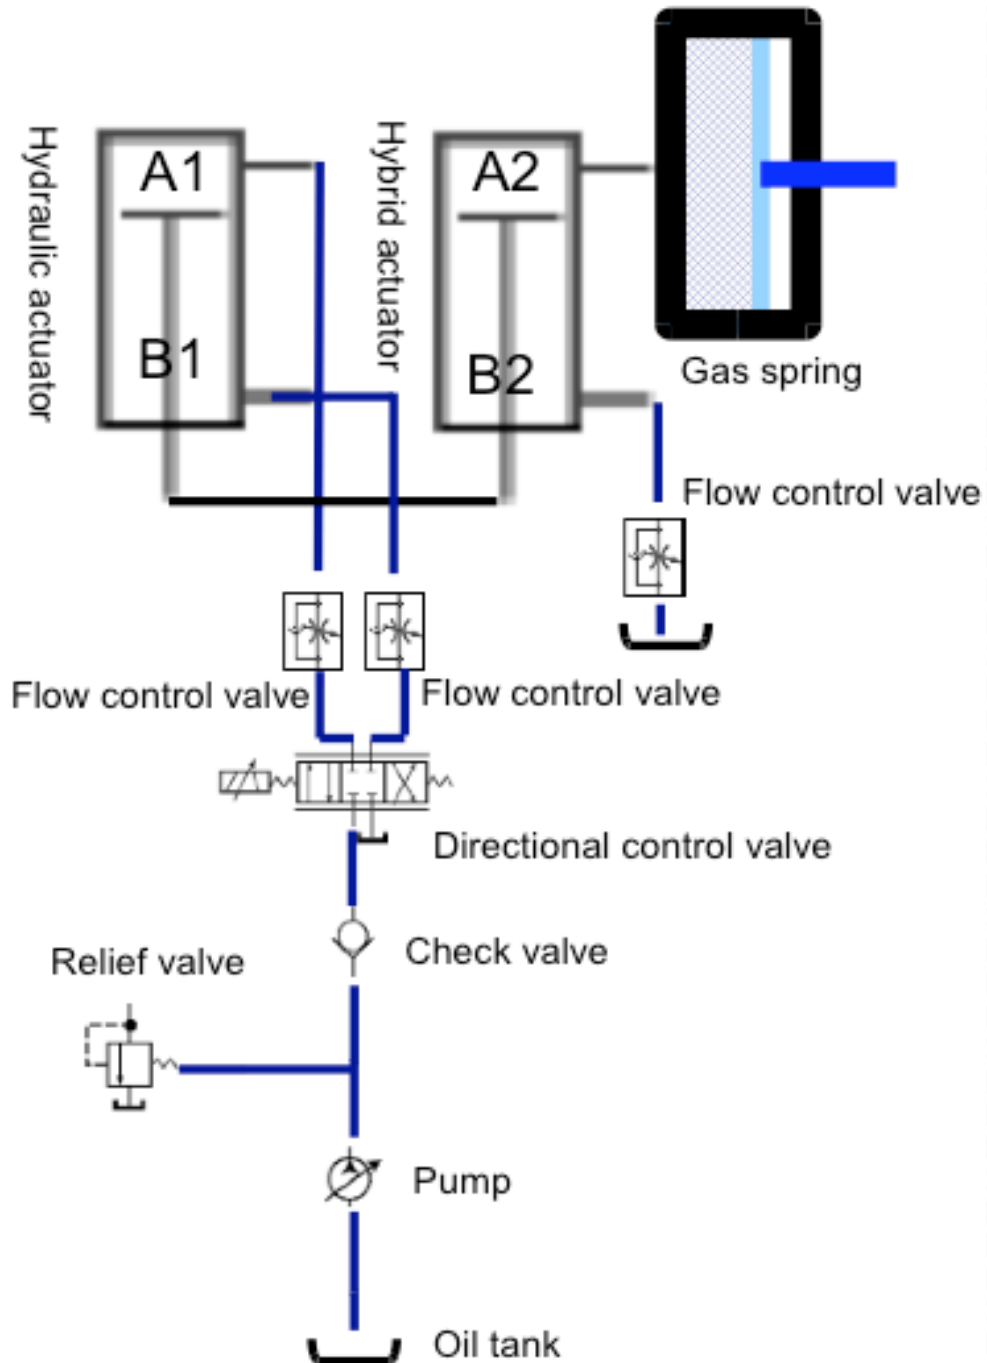 Hydraulic actuator
A1
B1
Hybrid actuator
A2
B2
Gas spring
Flow control valve
Flow control valve
Flow control valve
Directional control valve
Check valve
Relief valve
Pump
Oil tank